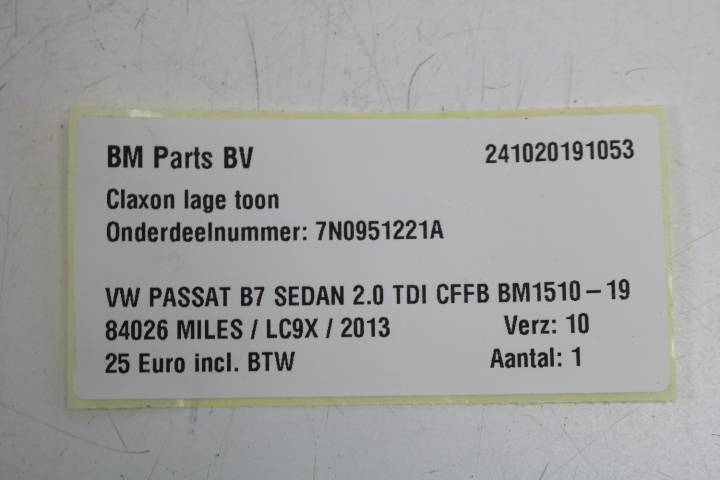 BM Parts BV 241020191053
Claxon lage toon
Onderdeelnummer: 7N0951221A
VW PASSAT B7 SEDAN 2.0 TDI CFFB BM1510-19
84026 MILES / LC9X / 2013 Verz: 10
25 Euro incl. BTW Aantal: 1